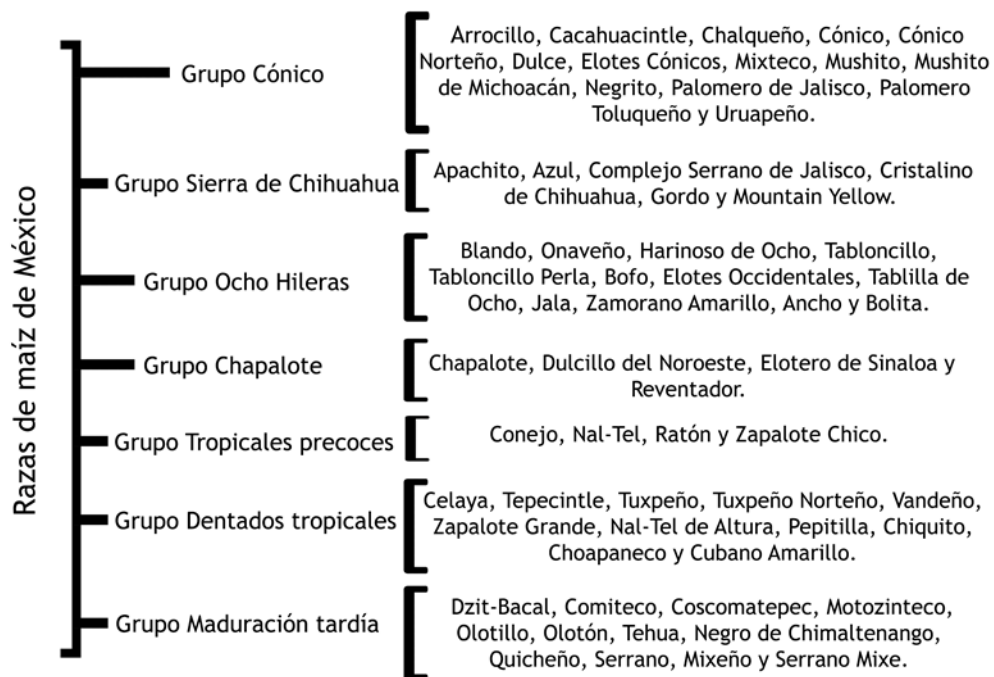 Razas de maíz de México
Grupo Cónico
Arrocillo, Cacahuacintle, Chalqueño, Cónico, Cónico
Norteño, Dulce, Elotes Cónicos, Mixteco, Mushito, Mushito
de Michoacán, Negrito, Palomero de Jalisco, Palomero
Toluqueño y Uruapeño.
Grupo Sierra de Chihuahua
Apachito, Azul, Complejo Serrano de Jalisco, Cristalino
de Chihuahua, Gordo y Mountain Yellow.
Grupo Ocho Hileras
Blando, Onaveño, Harinoso de Ocho, Tabloncillo,
Tabloncillo Perla, Bofo, Elotes Occidentales, Tablilla de
Ocho, Jala, Zamorano Amarillo, Ancho y Bolita.
Grupo Chapalote
Chapalote, Dulcillo del Noroeste, Elotero de Sinaloa y
Reventador.
Grupo Tropicales precoces
Conejo, Nal-Tel, Ratón y Zapalote Chico.
Grupo Dentados tropicales
Celaya, Tepecintle, Tuxpeño, Tuxpeño Norteño, Vandeño,
Zapalote Grande, Nal-Tel de Altura, Pepitilla, Chiquito,
Choapaneco y Cubano Amarillo.
Grupo Maduración tardía
Dzit-Bacal, Comiteco, Coscomatepec, Motozinteco,
Olotillo, Olotón, Tehua, Negro de Chimaltenango,
Quicheño, Serrano, Mixeño y Serrano Mixe.